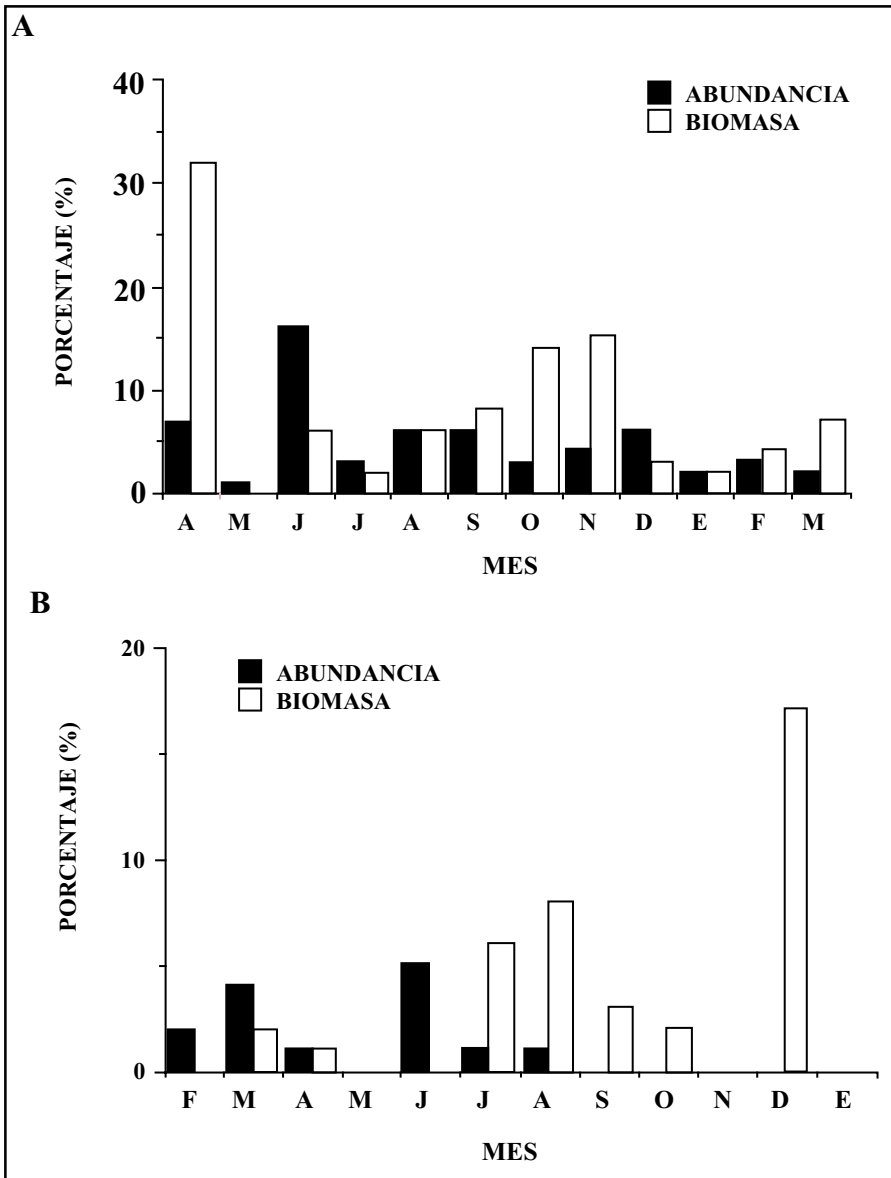 A
40
30
20
10
0
PORCENTAJE (%)
ABUNDANCIA
BIOMASA
A M J J A S O N D E F M
MES
B
20
10
0
PORCENTAJE (%)
ABUNDANCIA
BIOMASA
F M A M J J A S O N D E
MES